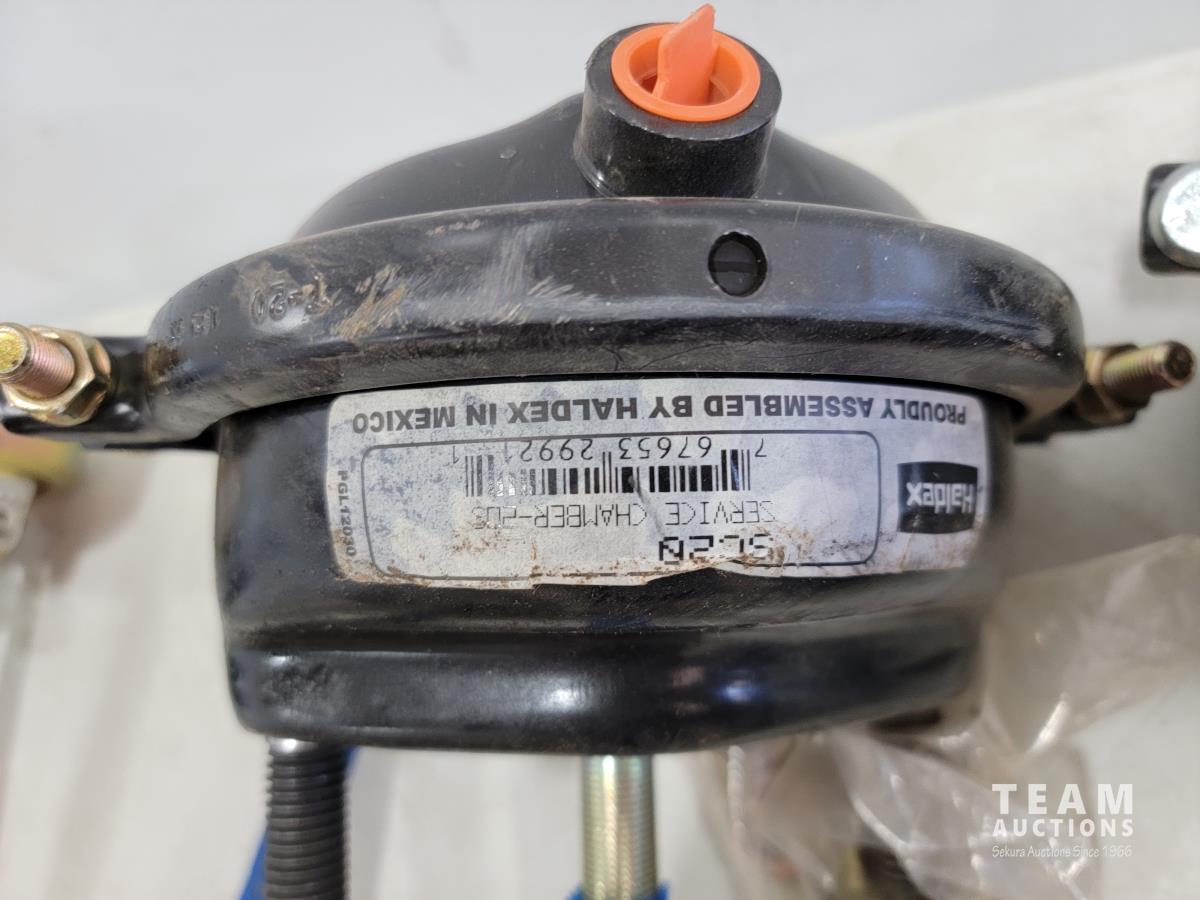 T-20
PROUDLY ASSEMBLED BY HALDEX IN MEXICO
7 67653 29921 1
SERVICE CHAMBER-20S
SC20
Haldex
PGL12030
TEAM
AUCTIONS
Sekura Auctions Since 1966